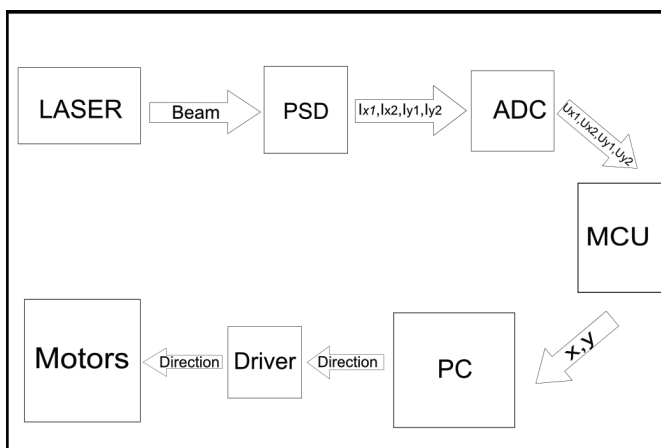 LASER
Beam
PSD
Ix1,Ix2,Iy1,Iy2
ADC
Ux1,Ux2,Uy1,Uy2
MCU
x,y
PC
Direction
Driver
Direction
Motors